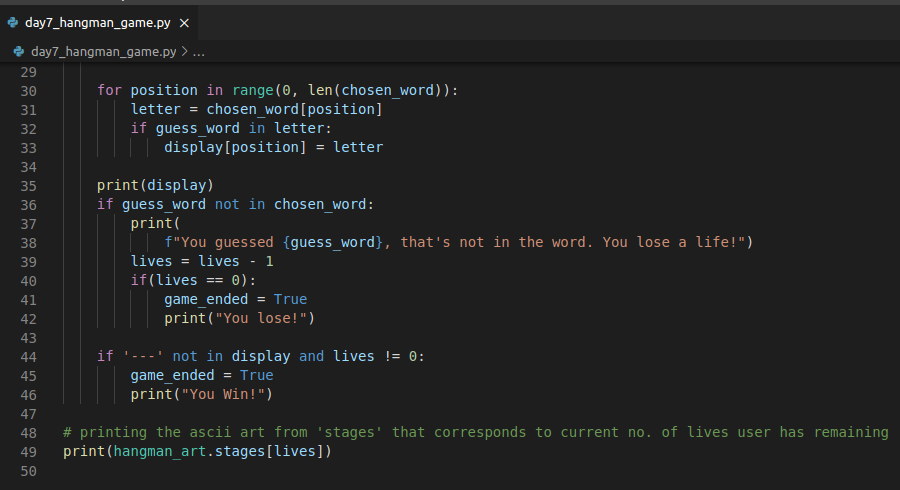 day7_hangman_game.py ×
day7_hangman_game.py > ...
29
30 for position in range(0, len(chosen_word)):
31 letter = chosen_word[position]
32 if guess_word in letter:
33 display[position] = letter
34
35 print(display)
36 if guess_word not in chosen_word:
37 print(
38 f"You guessed {guess_word}, that's not in the word. You lose a life!")
39 lives = lives - 1
40 if(lives == 0):
41 game_ended = True
42 print("You lose!")
43
44 if '---' not in display and lives != 0:
45 game_ended = True
46 print("You Win!")
47
48 # printing the ascii art from 'stages' that corresponds to current no. of lives user has remaining
49 print(hangman_art.stages[lives])
50